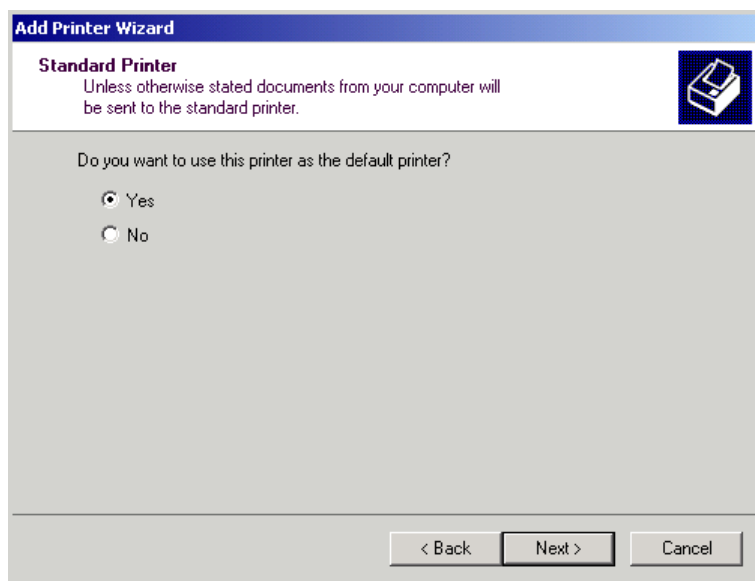 Add Printer Wizard
Standard Printer
Unless otherwise stated documents from your computer will
be sent to the standard printer.
Do you want to use this printer as the default printer?
Yes
No
< Back
Next >
Cancel